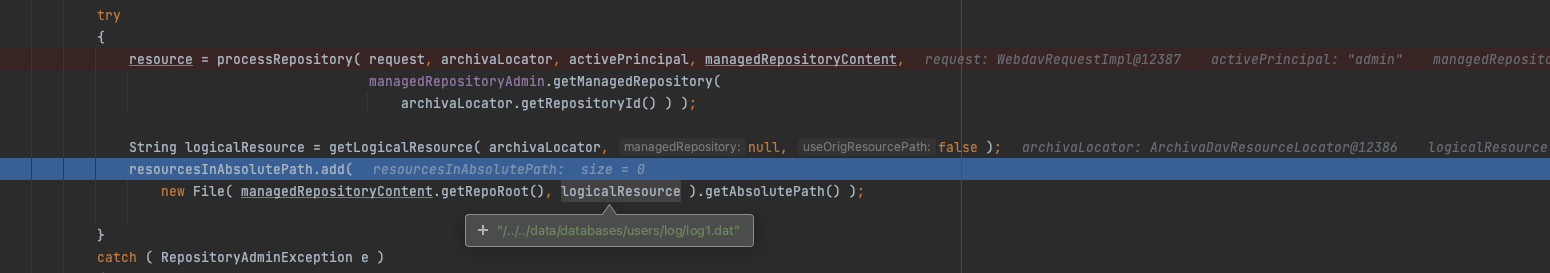 try
{
resource = processRepository( request, archivaLocator, activePrincipal, managedRepositoryContent, request: WebdavRequestImpl@12387 activePrincipal: "admin" managedReposito
managedRepositoryAdmin.getManagedRepository(
archivaLocator.getRepositoryId() ) );
String logicalResource = getLogicalResource( archivaLocator, managedRepository: null, useOrigResourcePath: false ); archivaLocator: ArchivaDavResourceLocator@12386 logicalResource
resourcesInAbsolutePath.add( resourcesInAbsolutePath: size = 0
new File( managedRepositoryContent.getRepoRoot(), logicalResource ).getAbsolutePath() );
+ "/../../data/databases/users/log/log1.dat"
}
catch ( RepositoryAdminException e )